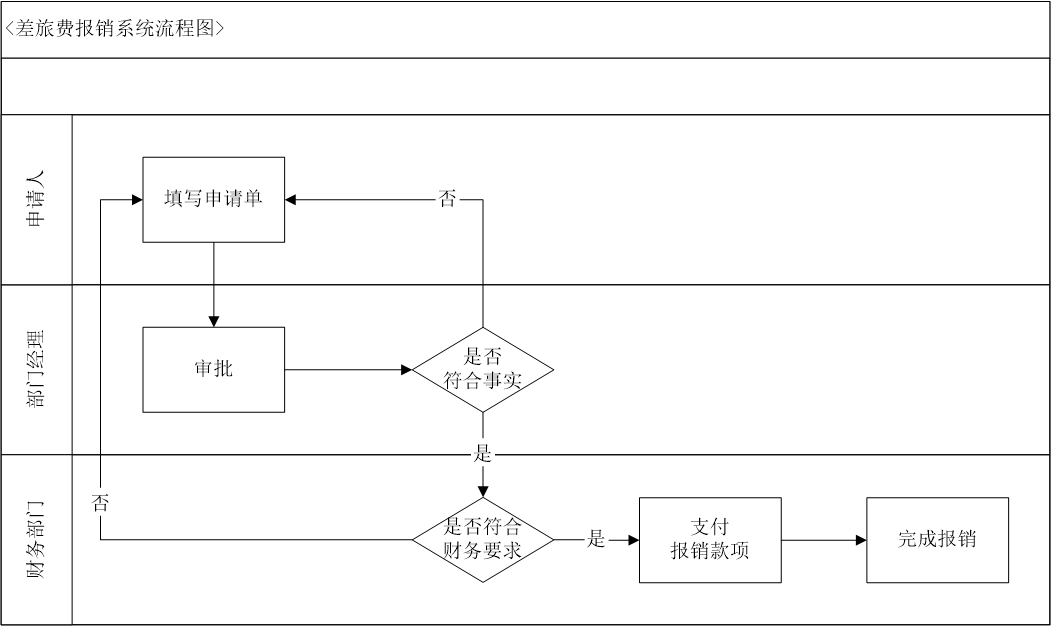 <差旅费报销系统流程图>
申请人
填写申请单
否
部门经理
审批
是否
符合事实
是
财务部门
否
是否符合
财务要求
是
支付
报销款项
完成报销